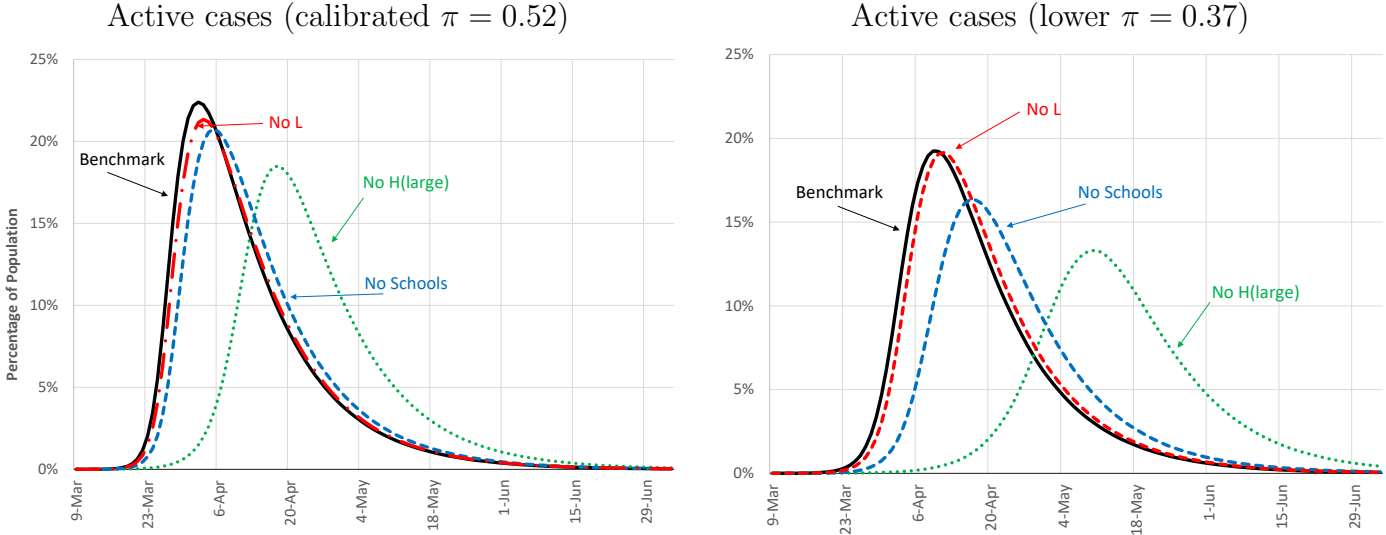 Active cases (calibrated π = 0.52)
25%
20%
15%
10%
5%
0%
Percentage of Population
Benchmark
No L
No H(large)
No Schools
9-Mar
23-Mar
6-Apr
20-Apr
4-May
18-May
1-Jun
15-Jun
29-Jun
Active cases (lower π = 0.37)
25%
20%
15%
10%
5%
0%
Benchmark
No L
No Schools
No H(large)
9-Mar
23-Mar
6-Apr
20-Apr
4-May
18-May
1-Jun
15-Jun
29-Jun